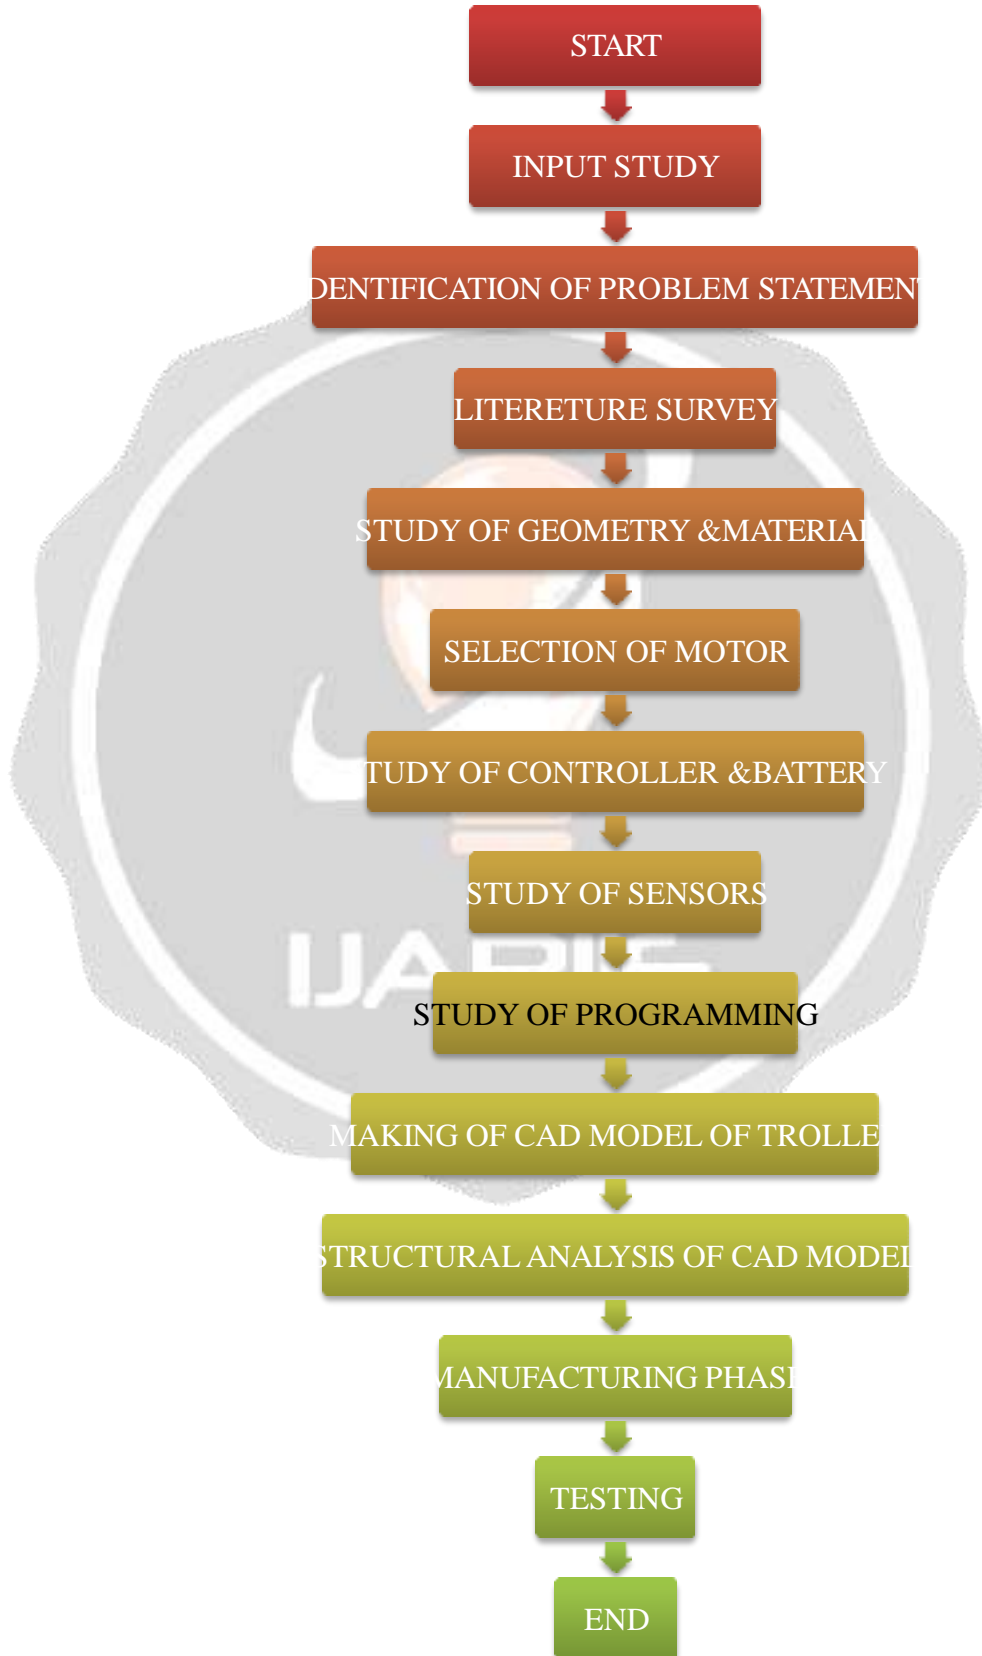 START
INPUT STUDY
DENTIFICATION OF PROBLEM STATEMENT
LITERETURE SURVEY
STUDY OF GEOMETRY &MATERIAL
SELECTION OF MOTOR
TUDY OF CONTROLLER &BATTERY
STUDY OF SENSORS
IJARIE
STUDY OF PROGRAMMING
MAKING OF CAD MODEL OF TROLLE
STRUCTURAL ANALYSIS OF CAD MODEL
MANUFACTURING PHASE
TESTING
END